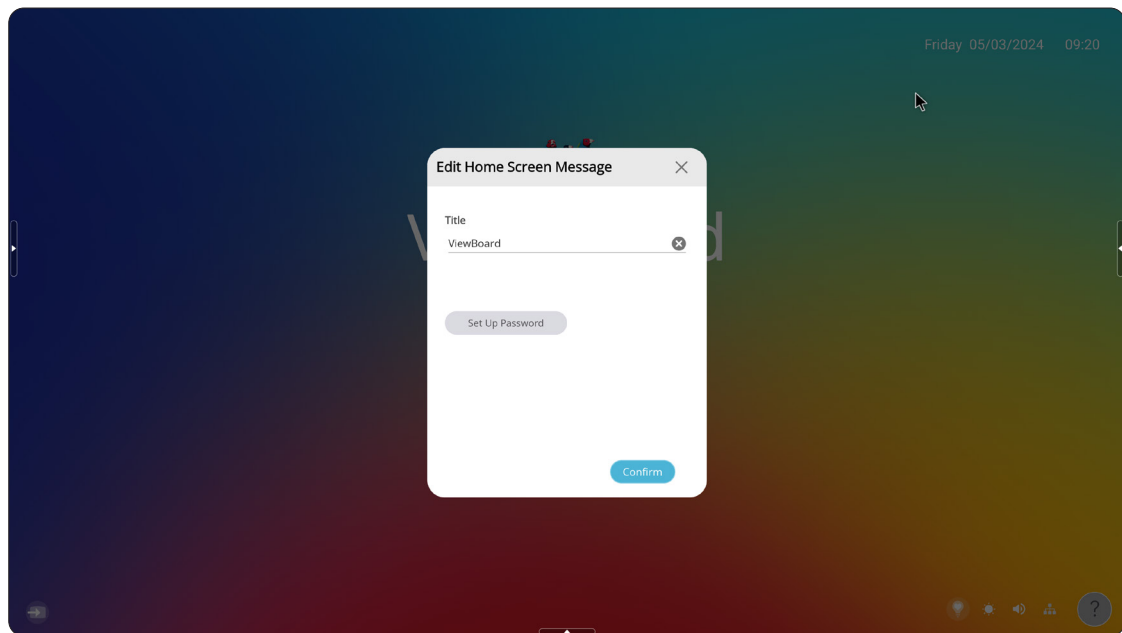 Friday 05/03/2024 09:20
Edit Home Screen Message
Title
ViewBoard
Set Up Password
Confirm
?